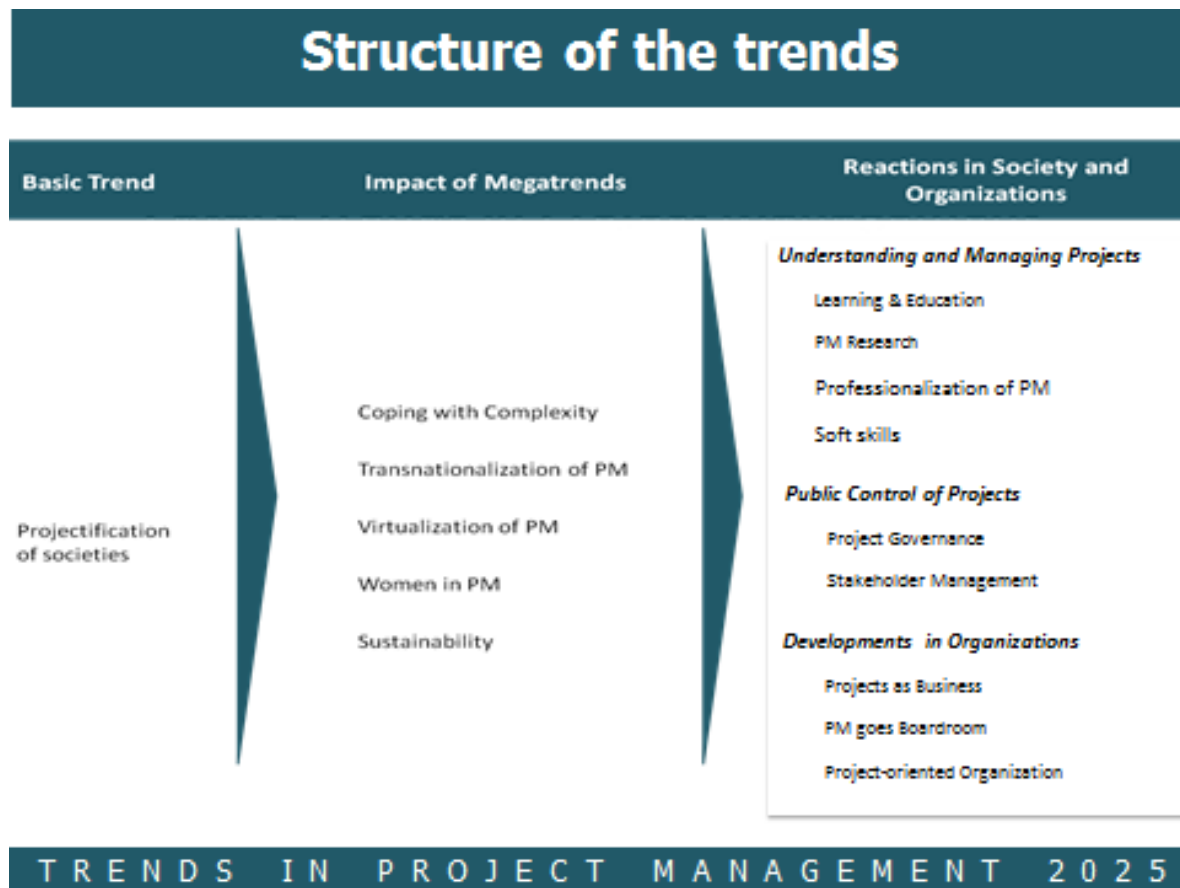 Structure of the trends
Basic Trend
Impact of Megatrends
Reactions in Society and
Organizations
Projectification
of societies
Coping with Complexity
Transnationalization of PM
Virtualization of PM
Women in PM
Sustainability
Understanding and Managing Projects
Learning & Education
PM Research
Professionalization of PM
Soft skills
Public Control of Projects
Project Governance
Stakeholder Management
Developments in Organizations
Projects as Business
PM goes Boardroom
Project-oriented Organization
TRENDS IN PROJECT MANAGEMENT 2025